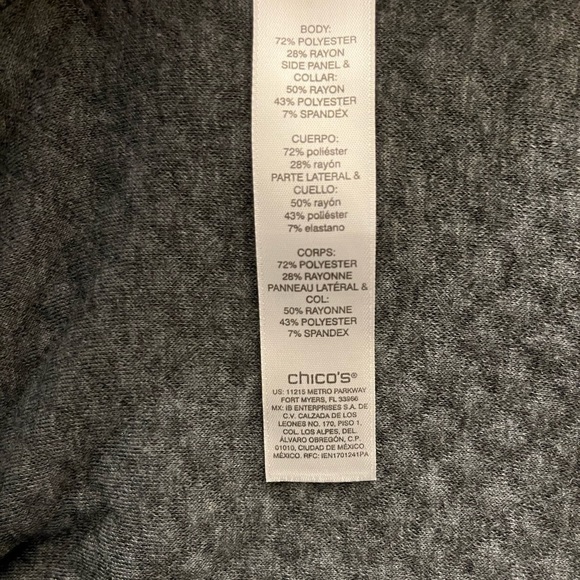 BODY:
72% POLYESTER
28% RAYON
SIDE PANEL &
COLLAR:
50% RAYON
43% POLYESTER
7% SPANDEX
CUERPO:
72% poliéster
28% rayón
PARTE LATERAL &
CUELLO:
50% rayón
43% poliéster
7% elastano
CORPS:
72% POLYESTER
28% RAYONNE
PANNEAU LATÉRAL &
COL:
50% RAYONNE
43% POLYESTER
7% SPANDEX
chico's®
US: 11215 METRO PARKWAY
FORT MYERS, FL 33966
MX: IB ENTERPRISES S.A. DE
C.V. CALZADA DE LOS
LEONES NO. 170, PISO 1.
COL. LOS ALPES, DEL.
ÁLVARO OBREGÓN, C.P.
01010, CIUDAD DE MÉXICO.
MÉXICO. RFC: IEN1701241PA